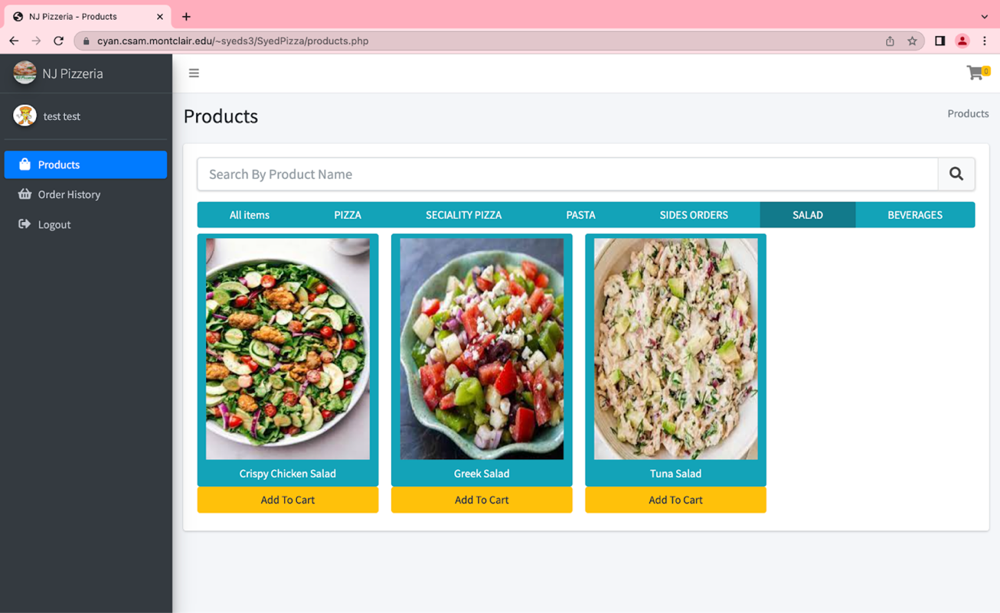 NJ Pizzeria - Products
cyan.csam.montclair.edu/~syeds3/SyedPizza/products.php
NJ Pizzeria
0
test test
Products
Products
Products
Order History
Logout
Search By Product Name
All items PIZZA SECIALITY PIZZA PASTA SIDES ORDERS SALAD BEVERAGES
Crispy Chicken Salad Greek Salad Tuna Salad
Add To Cart Add To Cart Add To Cart